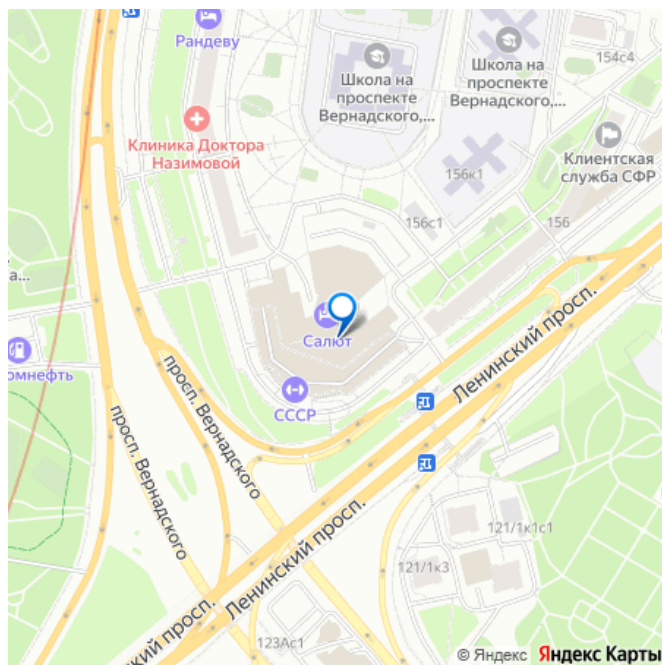 Рандеву
154с4
Школа на
проспекте
Вернадского,...
Школа на
проспекте
Вернадского,...
Клиника Доктора
Назимовой
Клиентская
служба СФР
156к1
156с1
156
а...
Салют
Ленинский просп.
омнефть
СССР
просп. Вернадского
просп. Вернадского
121/1к1с1
Ленинский просп.
121/1к3
ский просп.
123Ас1
© Яндекс Яндекс Карты